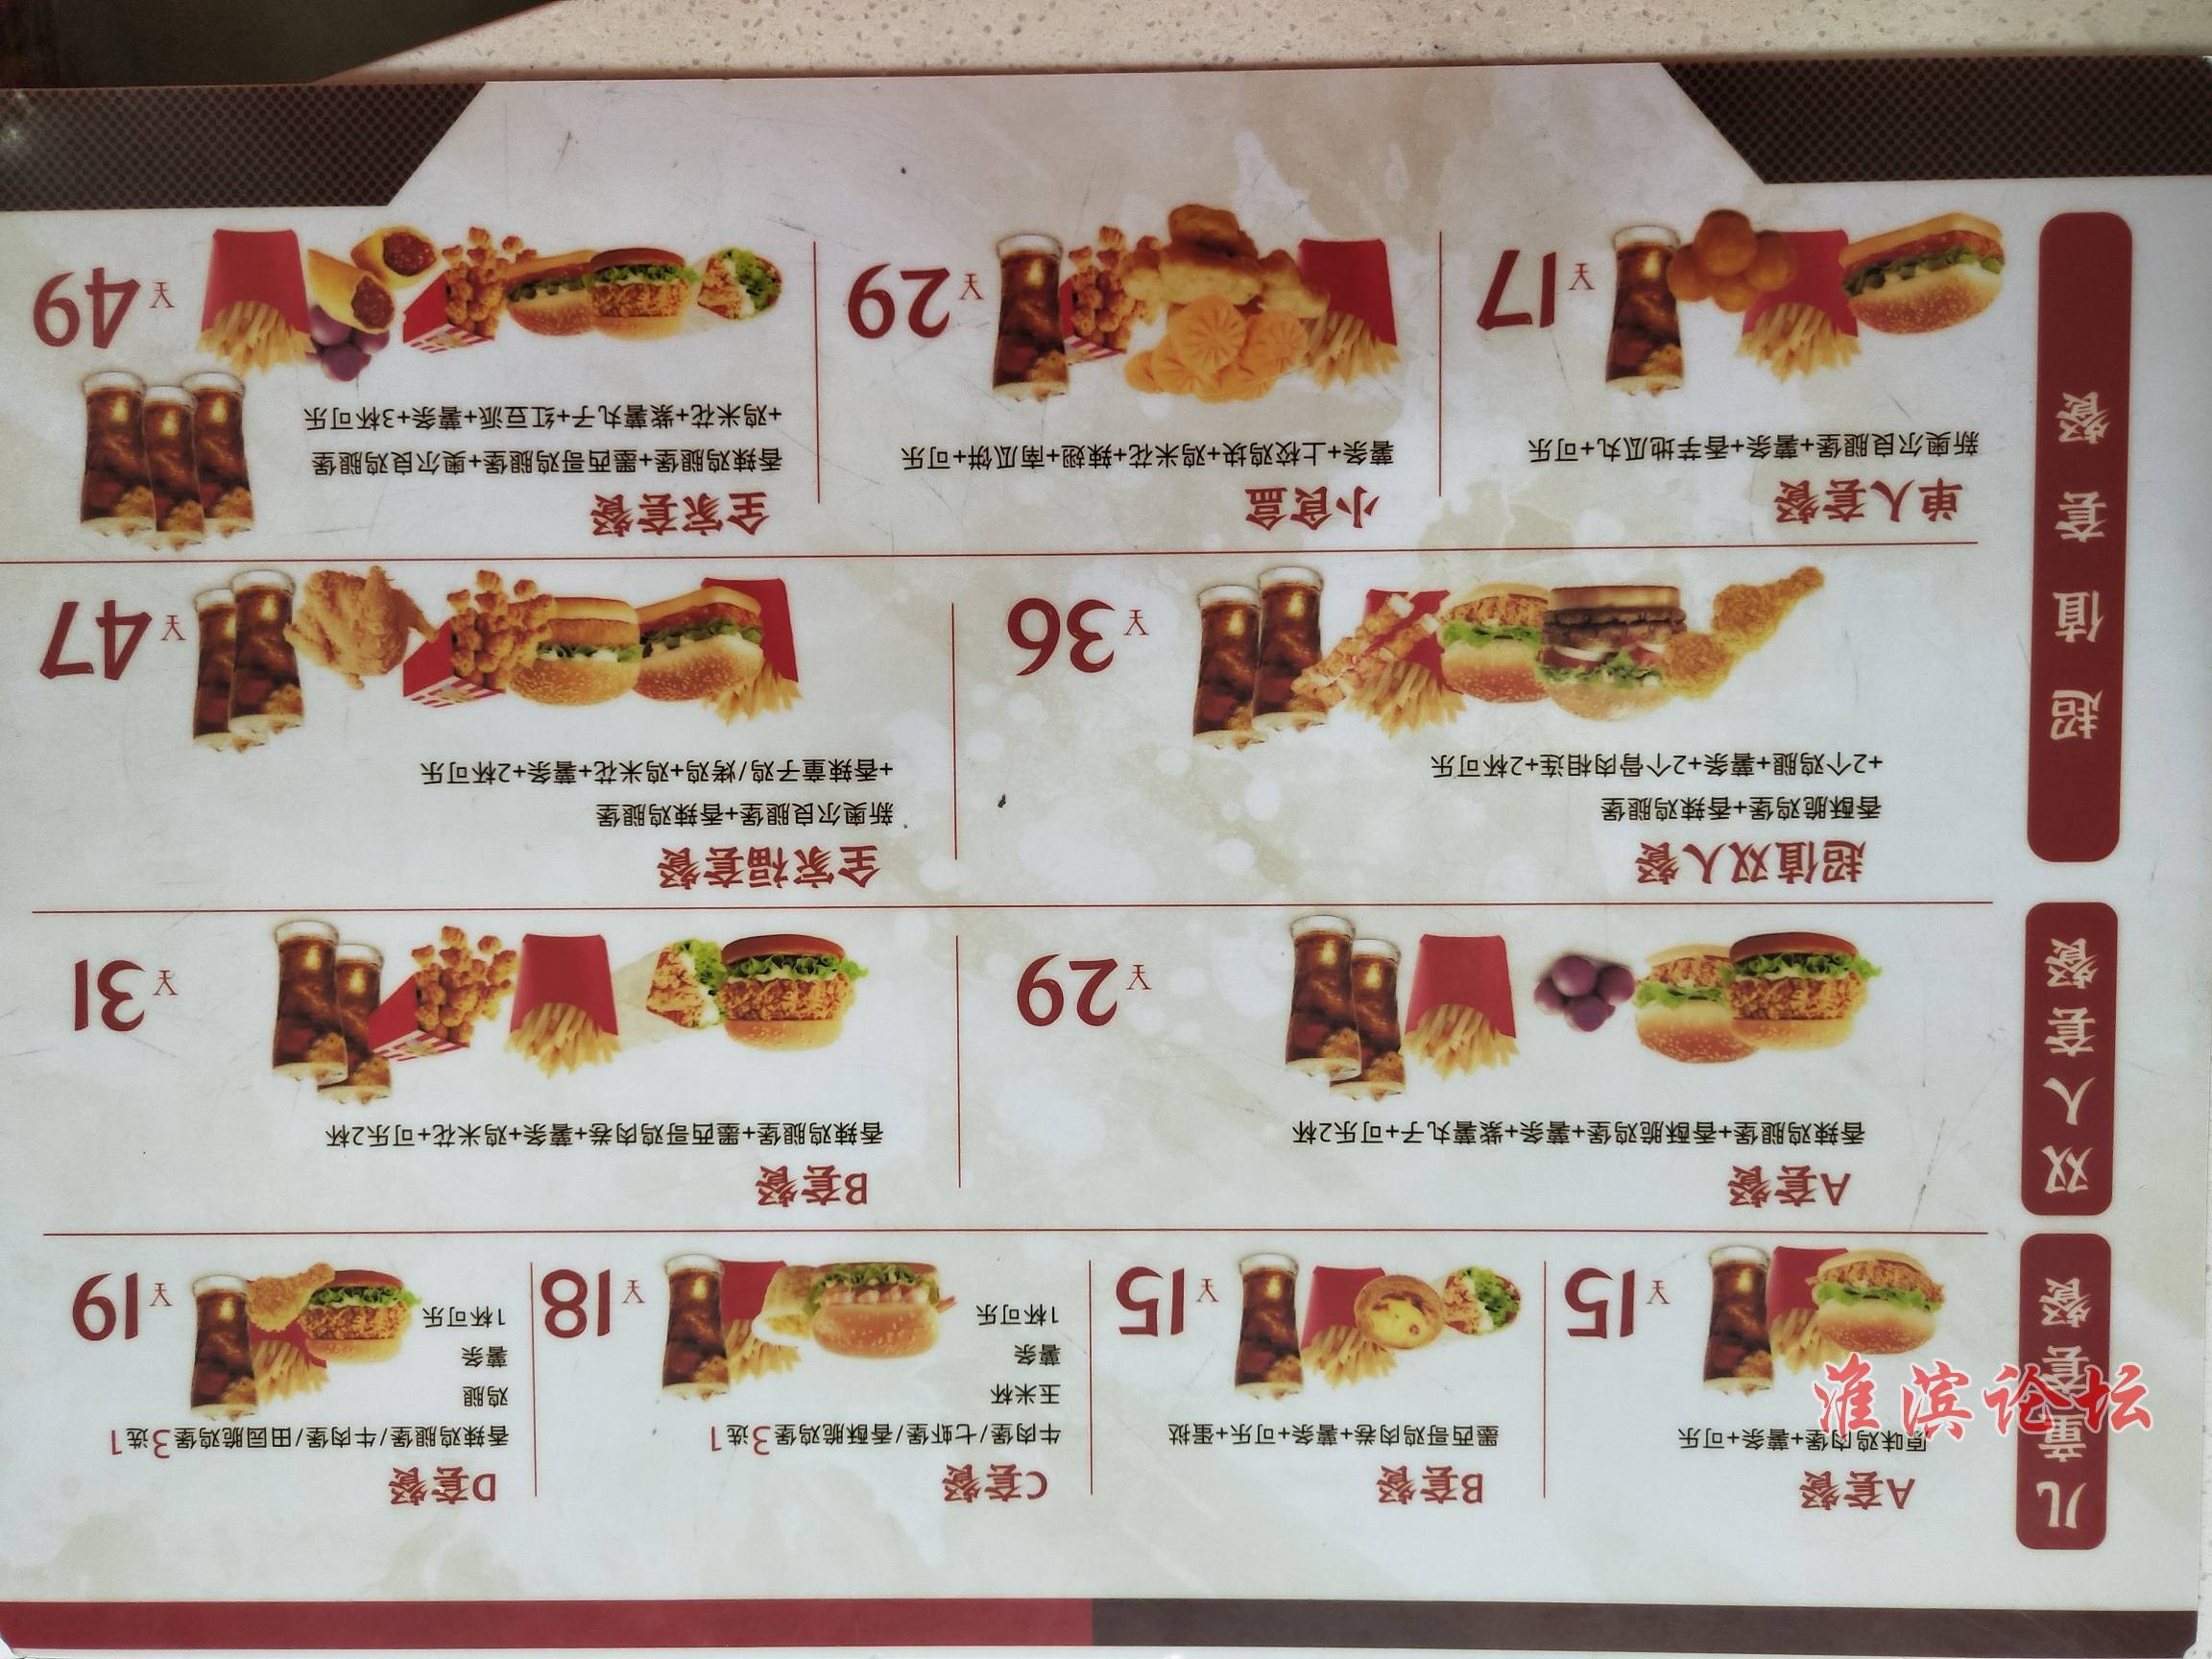 儿童套餐
A套餐
原味鸡肉堡+薯条+可乐
¥15
B套餐
墨西哥鸡肉卷+薯条+可乐+蛋挞
¥15
C套餐
牛肉堡/七虾堡/香酥脆鸡堡3选1
玉米杯
薯条
1杯可乐
¥18
D套餐
香辣鸡腿堡/牛肉堡/田园脆鸡堡3选1
鸡腿
薯条
1杯可乐
¥19
双人套餐
A套餐
香辣鸡腿堡+香酥脆鸡堡+薯条+紫薯丸子+可乐2杯
¥29
B套餐
香辣鸡腿堡+墨西哥鸡肉卷+薯条+鸡米花+可乐2杯
¥31
超值套餐
超值双人餐
香酥脆鸡堡+香辣鸡腿堡
+2个鸡腿+薯条+2个骨肉相连+2杯可乐
¥36
全家福套餐
新奥尔良腿堡+香辣鸡腿堡
+香辣童子鸡/烤鸡+鸡米花+薯条+2杯可乐
¥47
单人套餐
新奥尔良腿堡+薯条+香芋地瓜丸+可乐
¥17
小食盒
薯条+上校鸡块+鸡米花+辣翅+南瓜饼+可乐
¥29
全家套餐
香辣鸡腿堡+墨西哥鸡腿堡+奥尔良鸡腿堡
+鸡米花+紫薯丸子+红豆派+薯条+3杯可乐
¥49
淮滨论坛